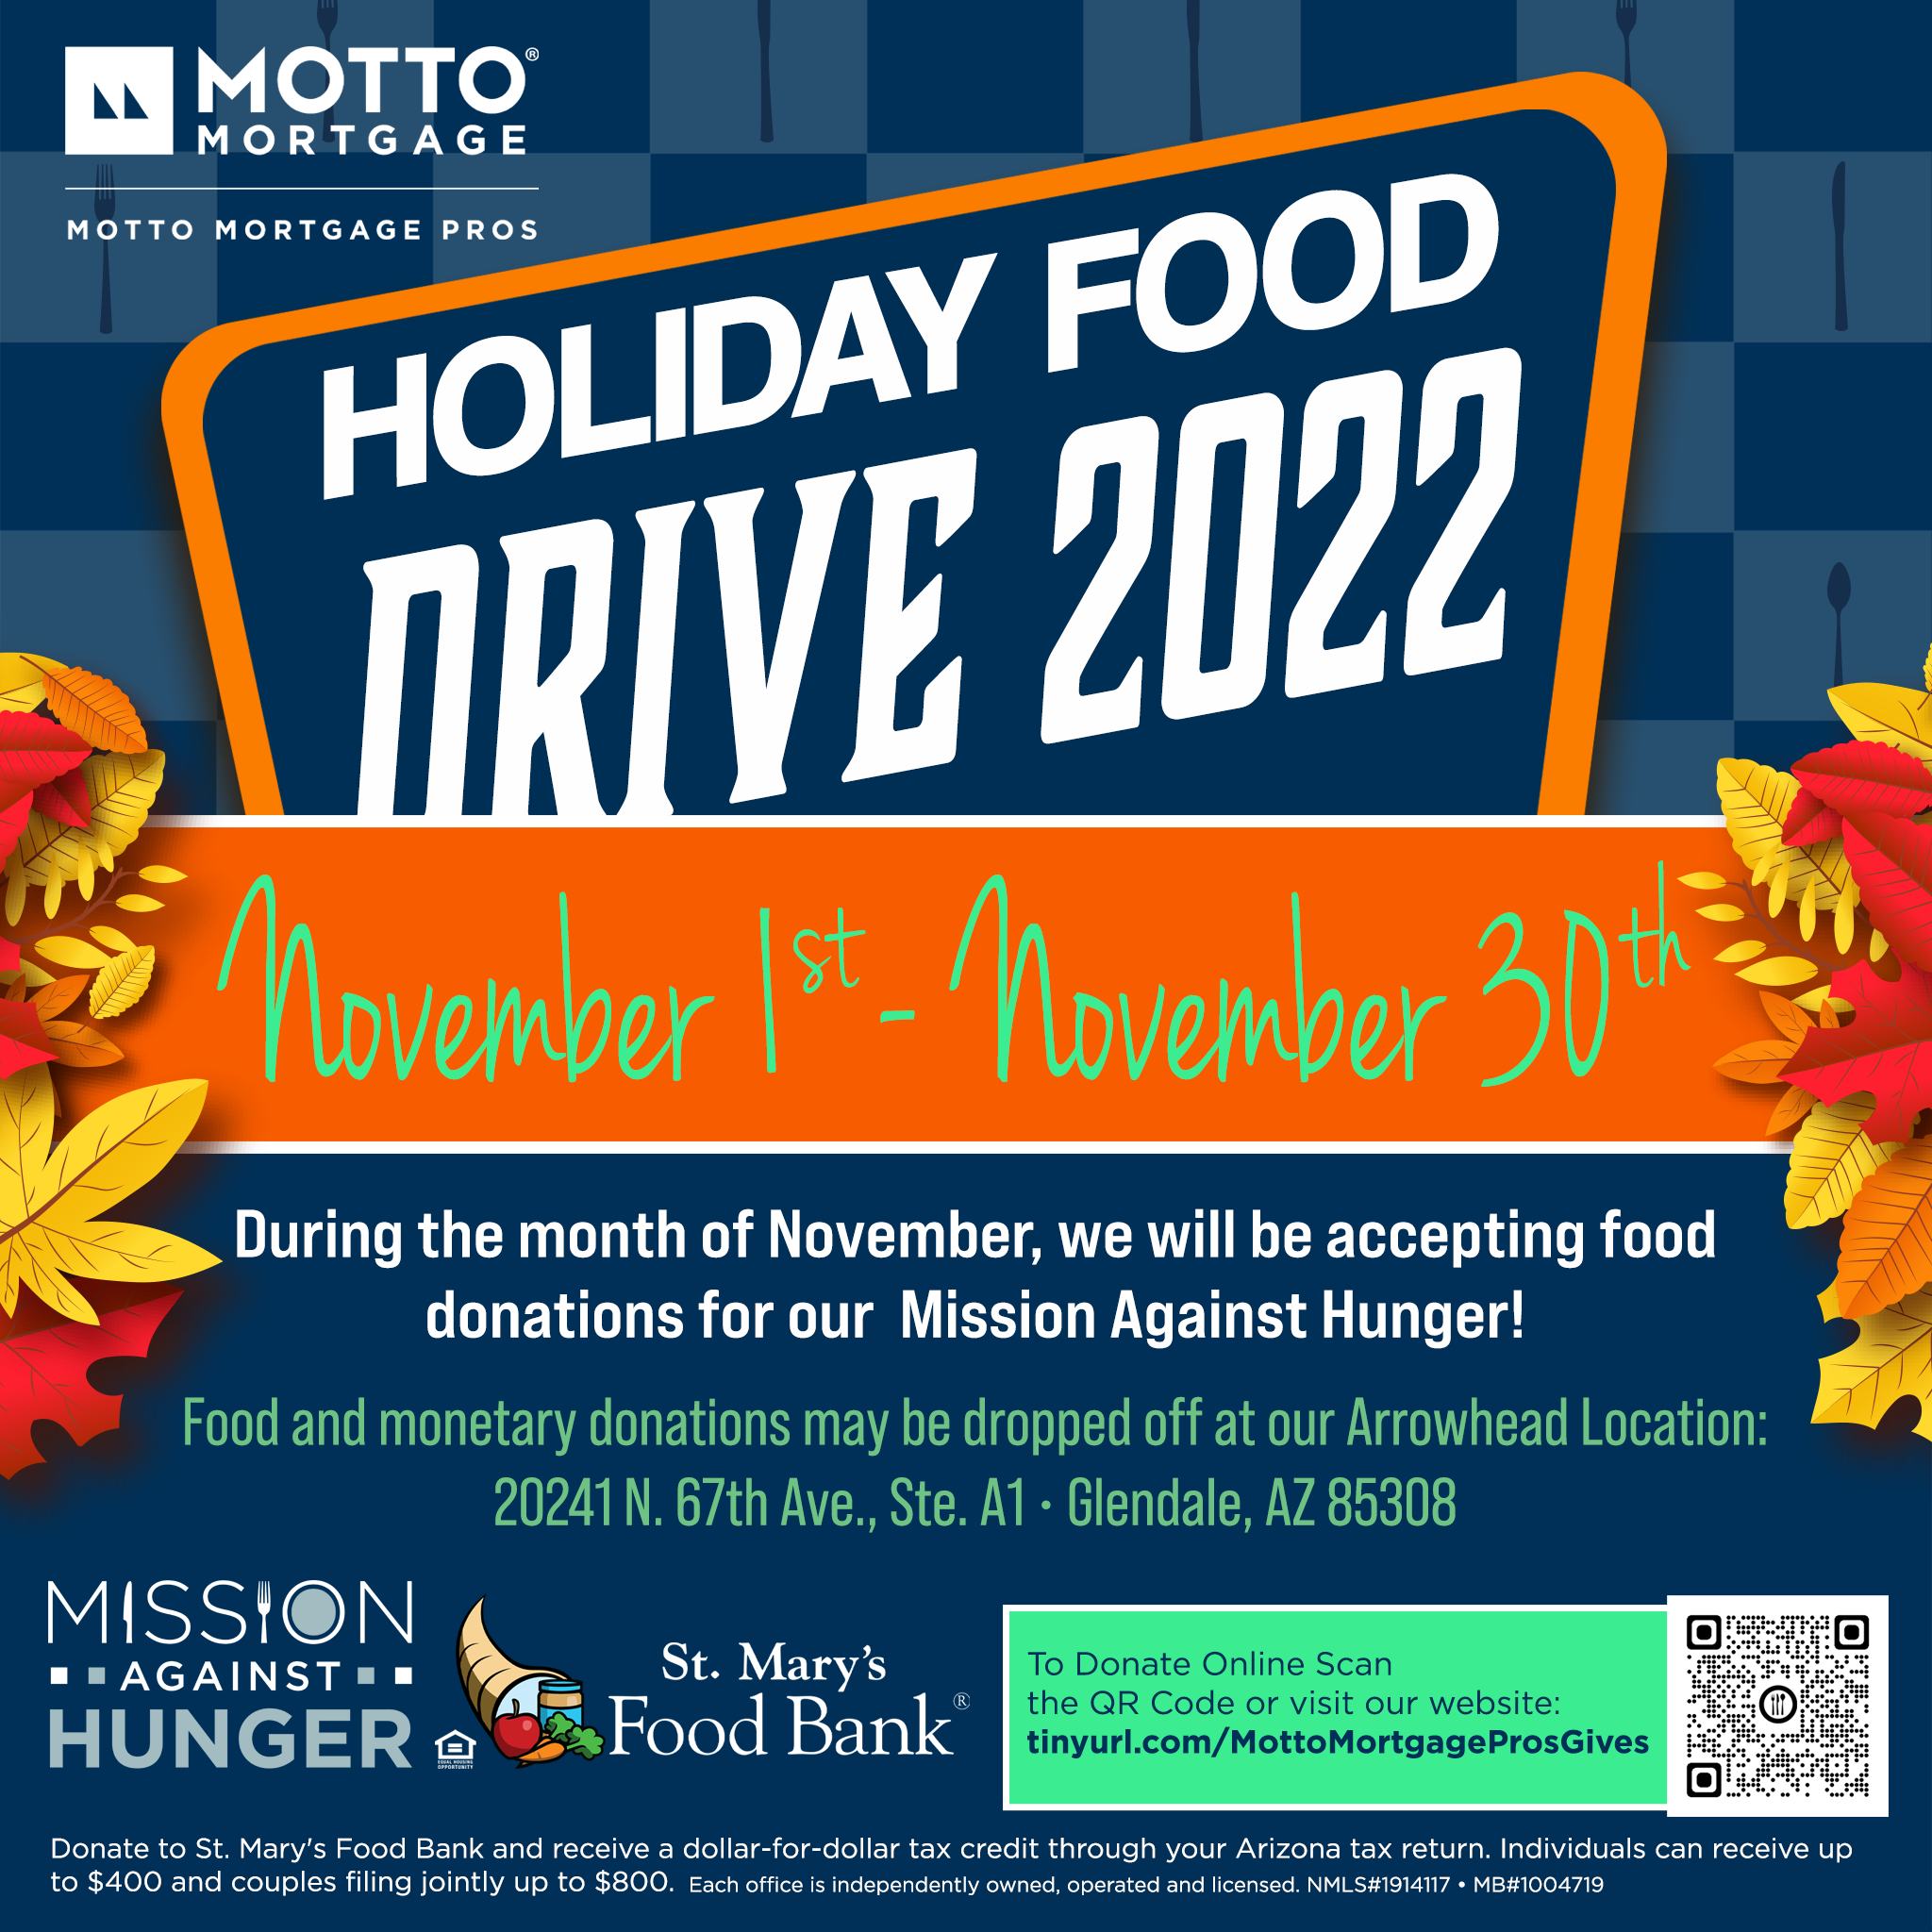 MOTTO®
MORTGAGE
MOTTO MORTGAGE PROS
HOLIDAY FOOD
DRIVE 2022
November 1st - November 30th
During the month of November, we will be accepting food
donations for our Mission Against Hunger!
Food and monetary donations may be dropped off at our Arrowhead Location:
20241 N. 67th Ave., Ste. A1 • Glendale, AZ 85308
MISSION
AGAINST
HUNGER
EQUAL HOUSING
OPPORTUNITY
St. Mary's
Food Bank®
To Donate Online Scan
the QR Code or visit our website:
tinyurl.com/MottoMortgageProsGives
Donate to St. Mary's Food Bank and receive a dollar-for-dollar tax credit through your Arizona tax return. Individuals can receive up
to $400 and couples filing jointly up to $800. Each office is independently owned, operated and licensed. NMLS#1914117 • MB#1004719